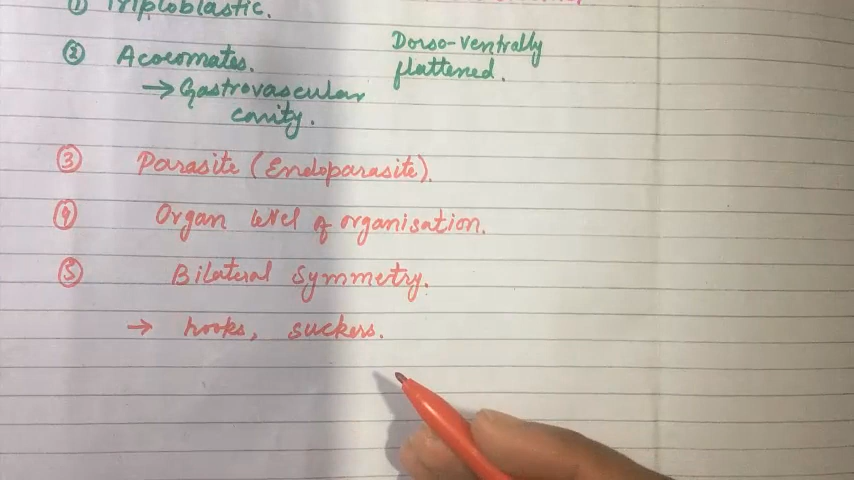 ① Triploblastic.
② Acoeomates.
→ Gastrovascular
cavity.
Dorso-ventrally
flattened.
③ Parasite (Endoparasite).
④ Organ level of organisation.
⑤ Bilateral Symmetry.
→ hooks, suckers.